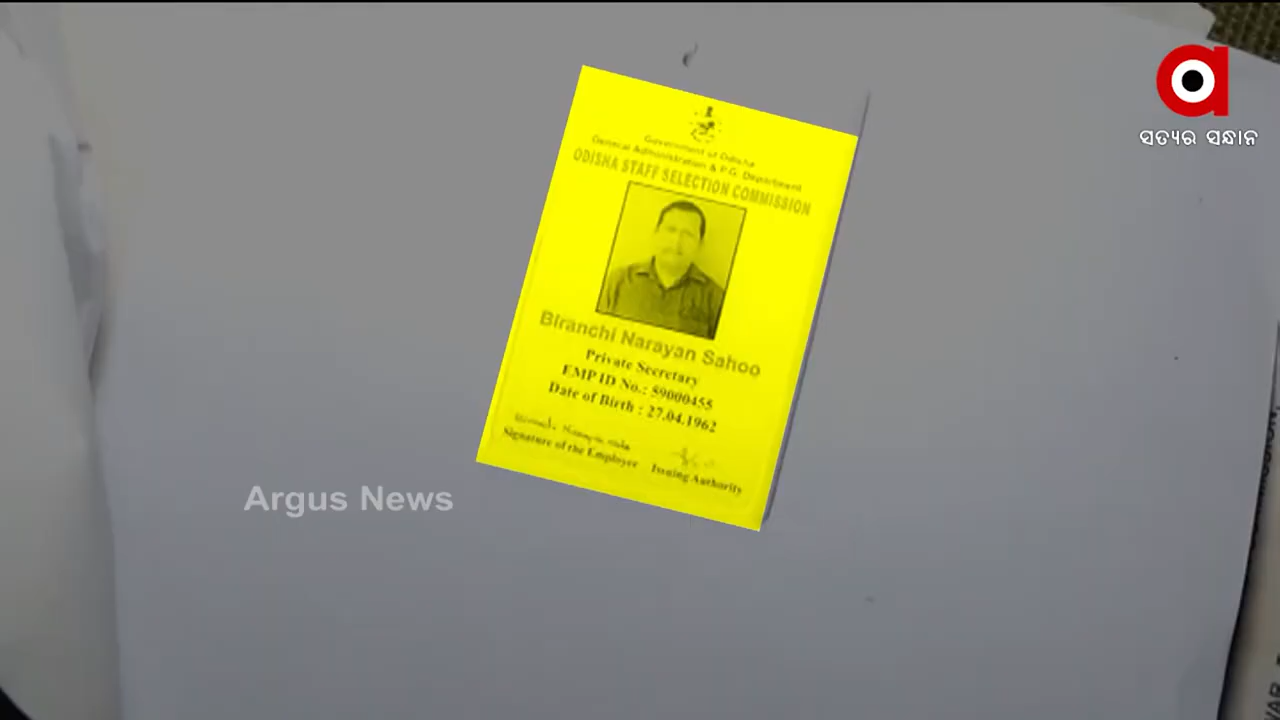 ସତ୍ୟର ସନ୍ଧାନ
Government of Odisha
General Administration & P.G. Department
ODISHA STAFF SELECTION COMMISSION
Biranchi Narayan Sahoo
Private Secretary
EMP ID No.: 59000455
Date of Birth : 27.04.1962
Signature of the Employer Issuing Authority
Argus News